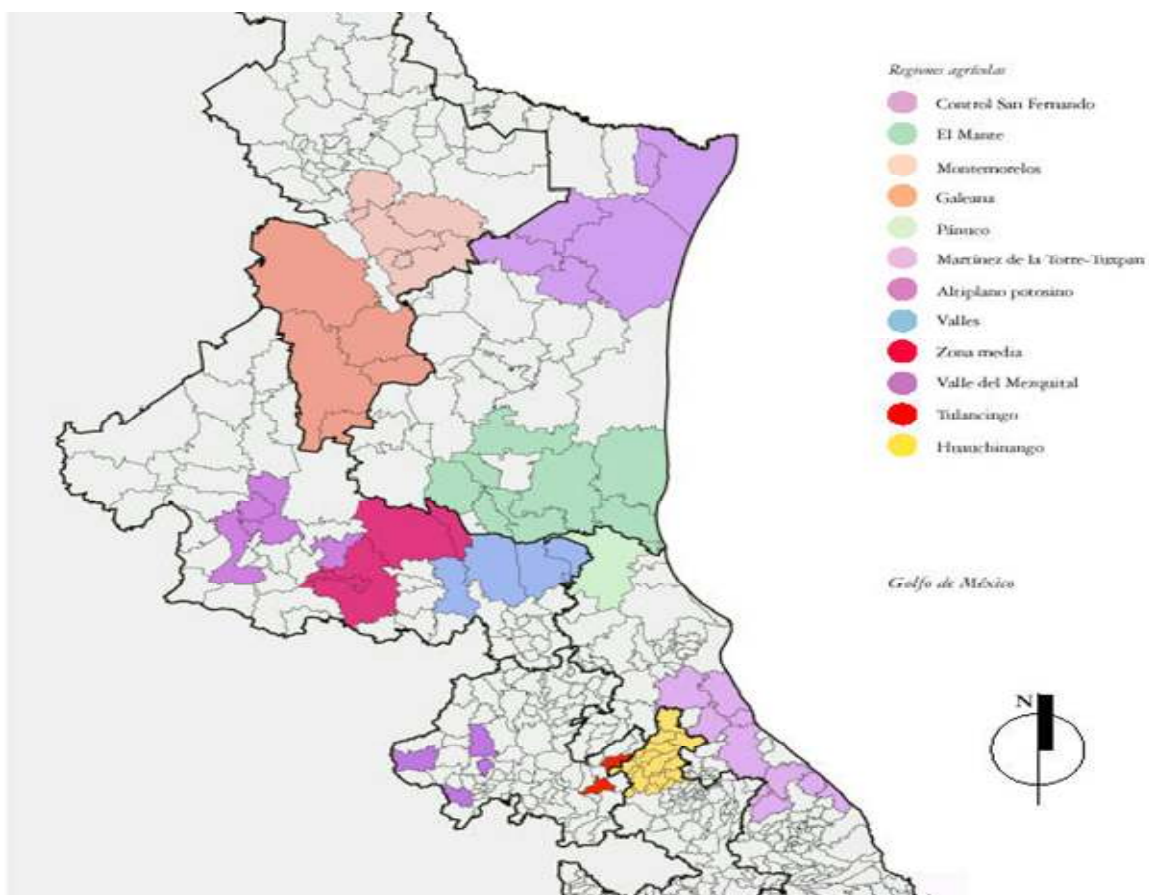 Regiones agrícolas
Control San Fernando
El Mante
Montemorelos
Galeana
Pánuco
Martínez de la Torre-Tuxpan
Altiplano potosino
Valles
Zona media
Valle del Mezquital
Tulancingo
Huauchinango
Golfo de México
N